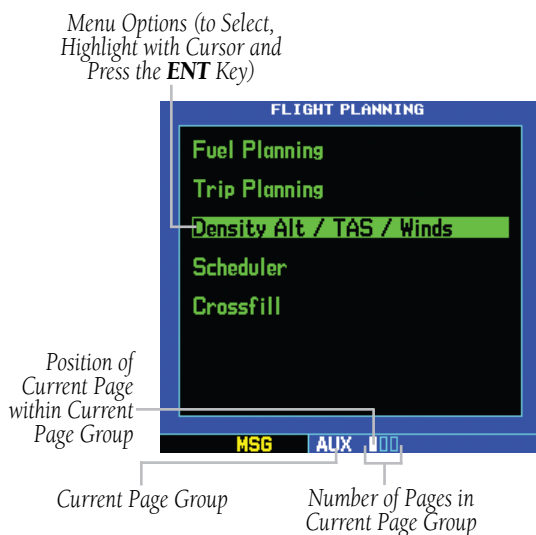 Menu Options (to Select,
Highlight with Cursor and
Press the ENT Key)
FLIGHT PLANNING
Fuel Planning
Trip Planning
Density Alt / TAS / Winds
Scheduler
Crossfill
Position of
Current Page
within Current
Page Group
MSG AUX
Current Page Group
Number of Pages in
Current Page Group